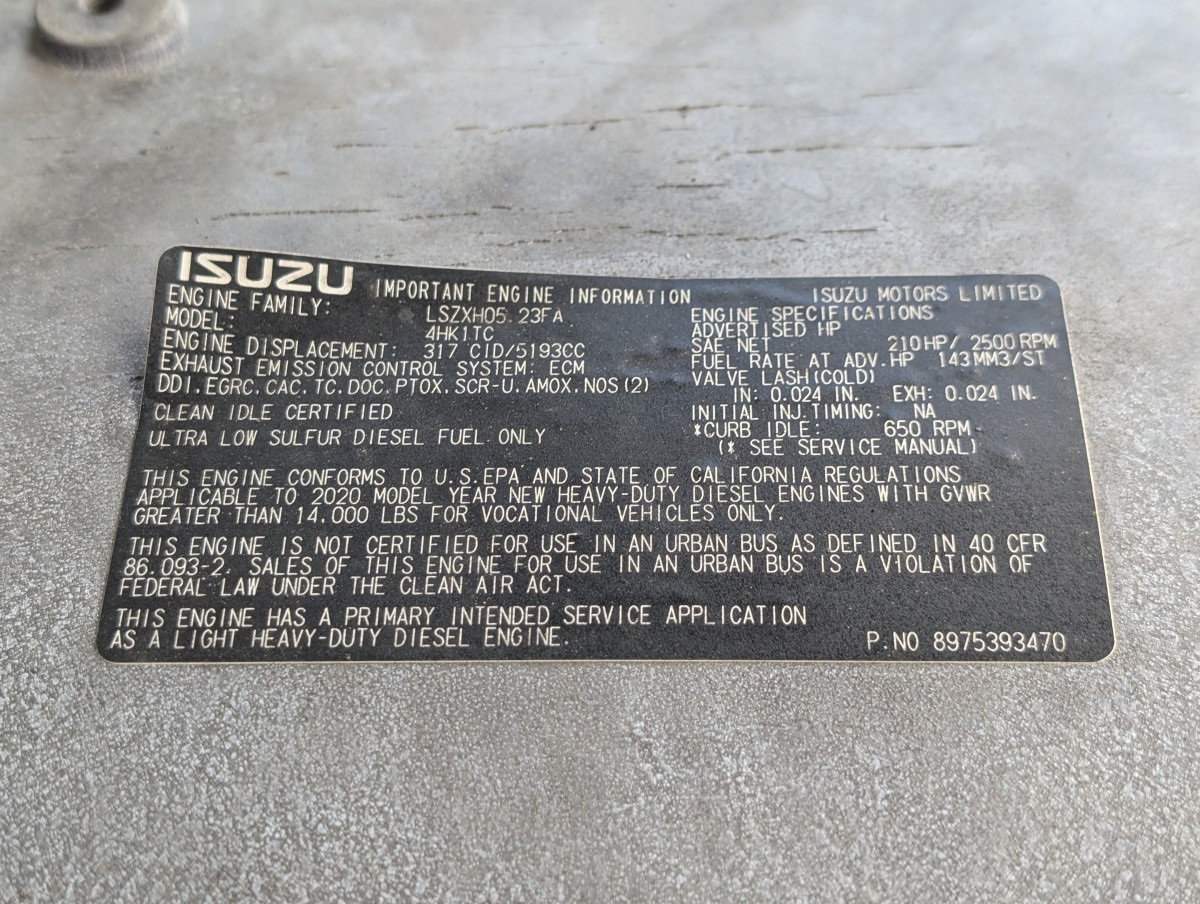 ISUZU IMPORTANT ENGINE INFORMATION ISUZU MOTORS LIMITED
ENGINE FAMILY: LSZXH05.23FA
MODEL: 4HK1TC
ENGINE DISPLACEMENT: 317 CID/5193CC
EXHAUST EMISSION CONTROL SYSTEM: ECM
DDI.EGRC.CAC.TC.DOC.PTOX.SCR-U.AMOX.NOS(2)
CLEAN IDLE CERTIFIED
ULTRA LOW SULFUR DIESEL FUEL ONLY
ENGINE SPECIFICATIONS
ADVERTISED HP
SAE NET 210HP/ 2500RPM
FUEL RATE AT ADV.HP 143MM3/ST
VALVE LASH(COLD)
IN: 0.024 IN. EXH: 0.024 IN.
INITIAL INJ.TIMING: NA
*CURB IDLE: 650 RPM
(* SEE SERVICE MANUAL)
THIS ENGINE CONFORMS TO U.S.EPA AND STATE OF CALIFORNIA REGULATIONS
APPLICABLE TO 2020 MODEL YEAR NEW HEAVY-DUTY DIESEL ENGINES WITH GVWR
GREATER THAN 14.000 LBS FOR VOCATIONAL VEHICLES ONLY.
THIS ENGINE IS NOT CERTIFIED FOR USE IN AN URBAN BUS AS DEFINED IN 40 CFR
86.093-2. SALES OF THIS ENGINE FOR USE IN AN URBAN BUS IS A VIOLATION OF
FEDERAL LAW UNDER THE CLEAN AIR ACT.
THIS ENGINE HAS A PRIMARY INTENDED SERVICE APPLICATION
AS A LIGHT HEAVY-DUTY DIESEL ENGINE.
P.NO 8975393470